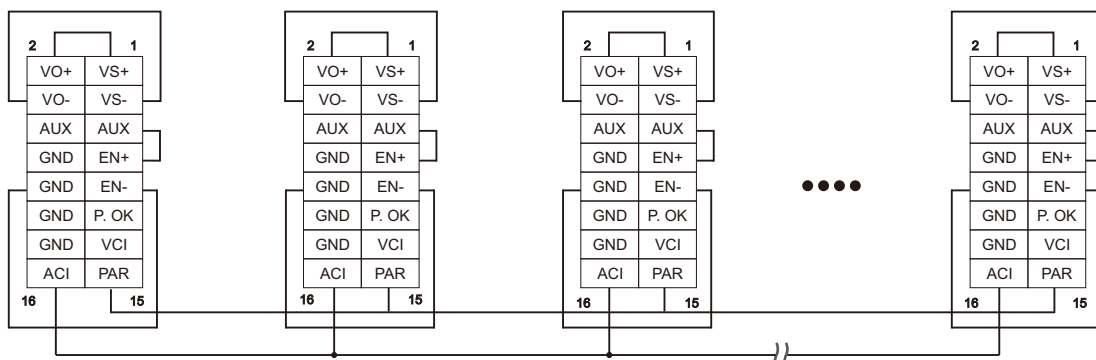 2 1 2 1 2 1 2 1
VO+ VS+ VO+ VS+ VO+ VS+ VO+ VS+
VO- VS- VO- VS- VO- VS- VO- VS-
AUX AUX AUX AUX AUX AUX AUX AUX
GND EN+ GND EN+ GND EN+ GND EN+
GND EN- GND EN- GND EN- GND EN-
GND P. OK GND P. OK GND P. OK GND P. OK
GND VCI GND VCI GND VCI GND VCI
ACI PAR ACI PAR ACI PAR ACI PAR
16 15 16 15 16 15 16 15